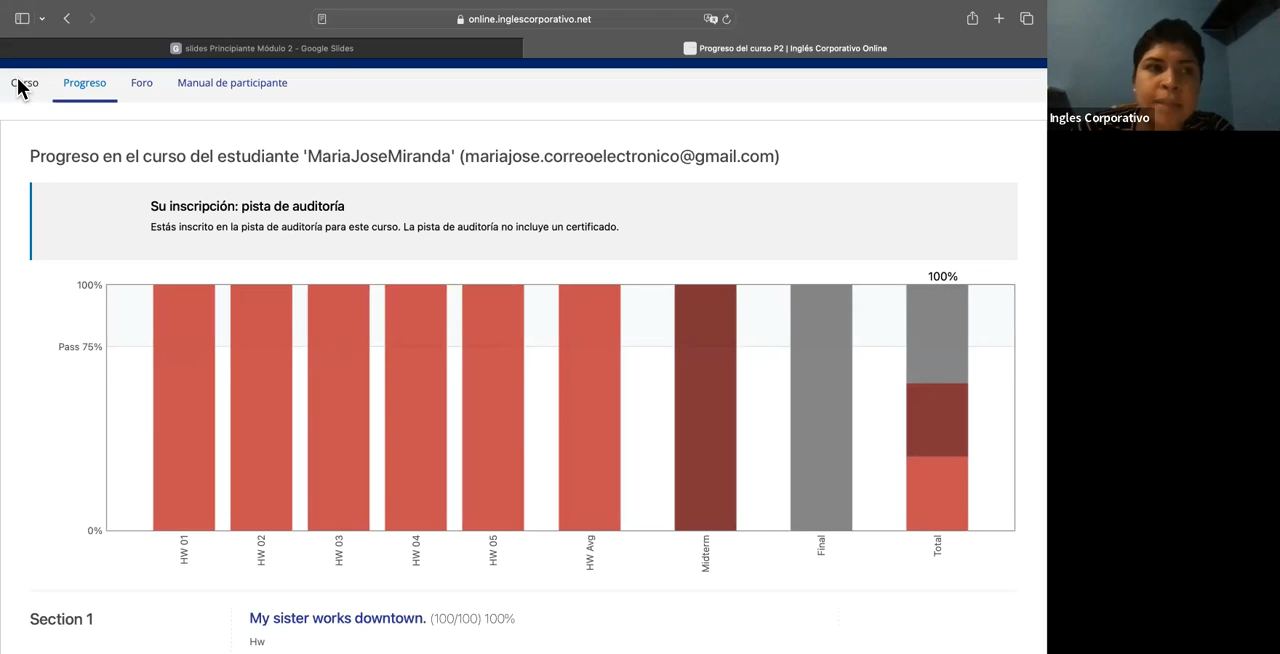 online.inglescorporativo.net
G slides Principiante Módulo 2 - Google Slides
Progreso del curso P2 | Inglés Corporativo Online
Curso
Progreso
Foro
Manual de participante
Ingles Corporativo
Progreso en el curso del estudiante 'MariaJoseMiranda' (mariajose.correoelectronico@gmail.com)
Su inscripción: pista de auditoría
Estás inscrito en la pista de auditoría para este curso. La pista de auditoría no incluye un certificado.
100%
100%
Pass 75%
0%
HW 01
HW 02
HW 03
HW 04
HW 05
HW Avg
Midterm
Final
Total
Section 1
My sister works downtown. (100/100) 100%
Hw